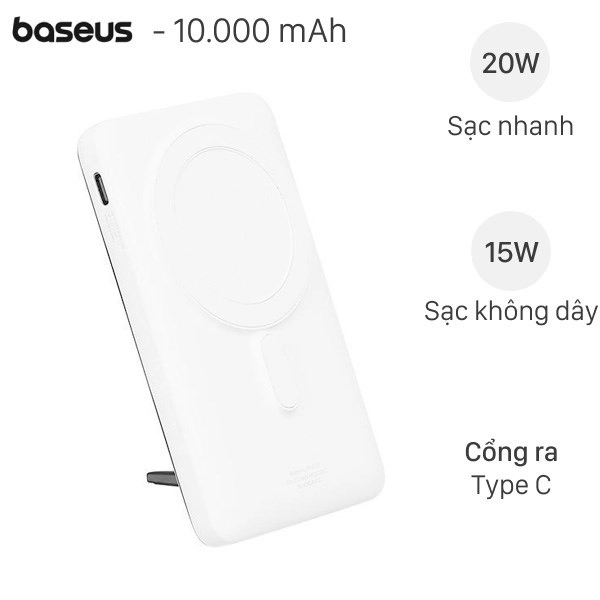 baseus - 10.000 mAh
20W
Sạc nhanh
15W
Sạc không dây
Cổng ra
Type C